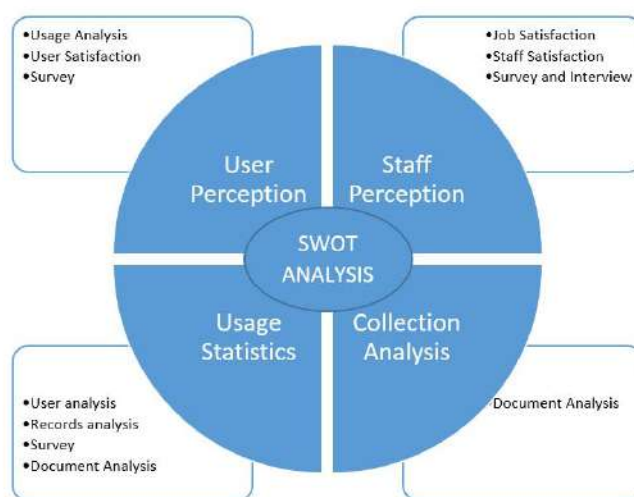 •Usage Analysis
•User Satisfaction
•Survey
•Job Satisfaction
•Staff Satisfaction
•Survey and Interview
User
Perception
Staff
Perception
SWOT
ANALYSIS
Usage
Statistics
Collection
Analysis
•User analysis
•Records analysis
•Survey
•Document Analysis
•Document Analysis